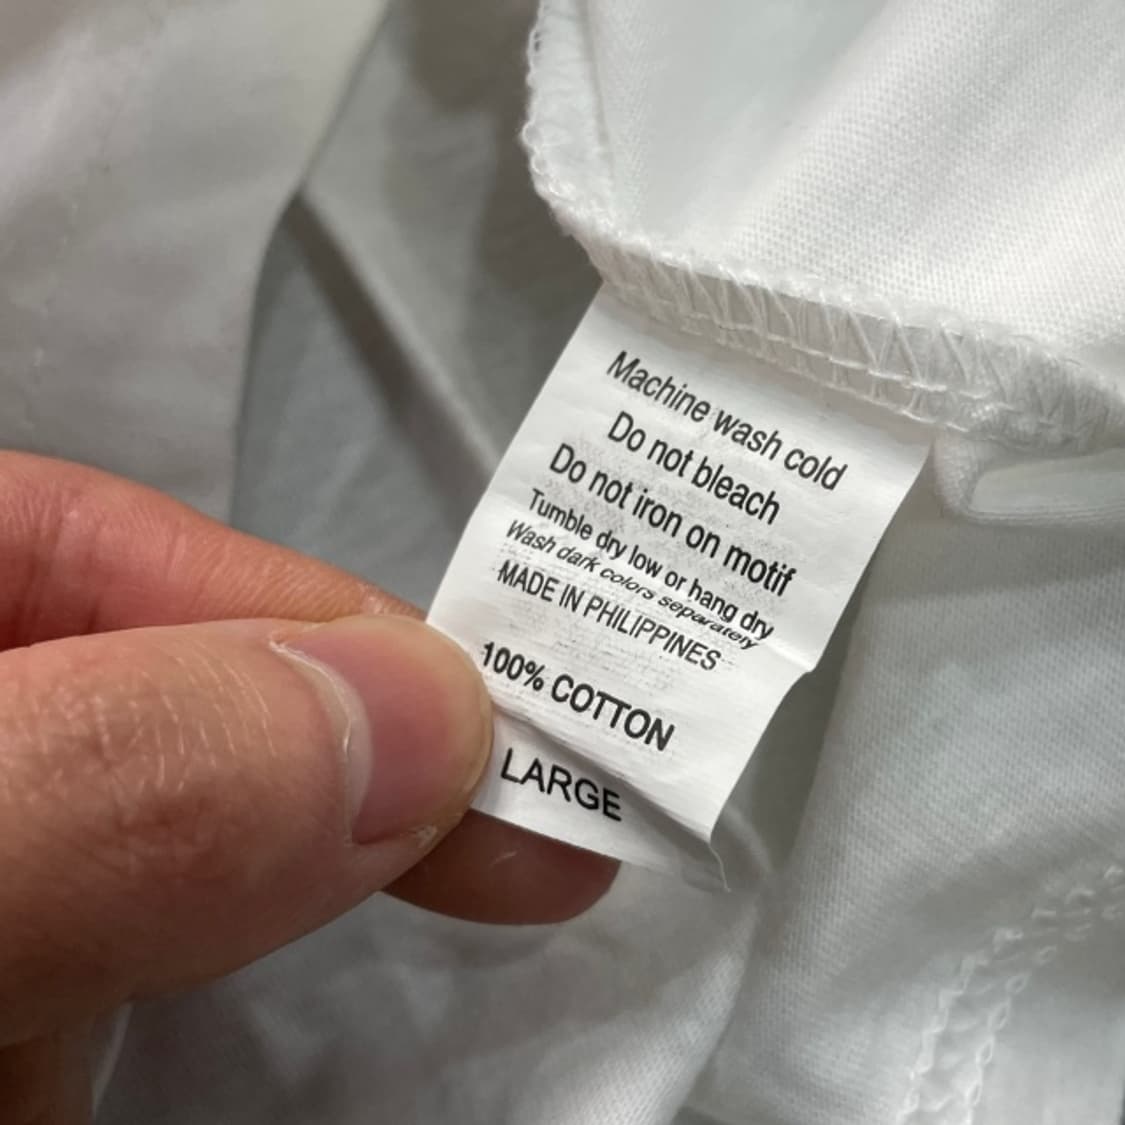 Machine wash cold
Do not bleach
Do not iron on motif
Tumble dry low or hang dry
Wash dark colors separately
MADE IN PHILIPPINES
100% COTTON
LARGE